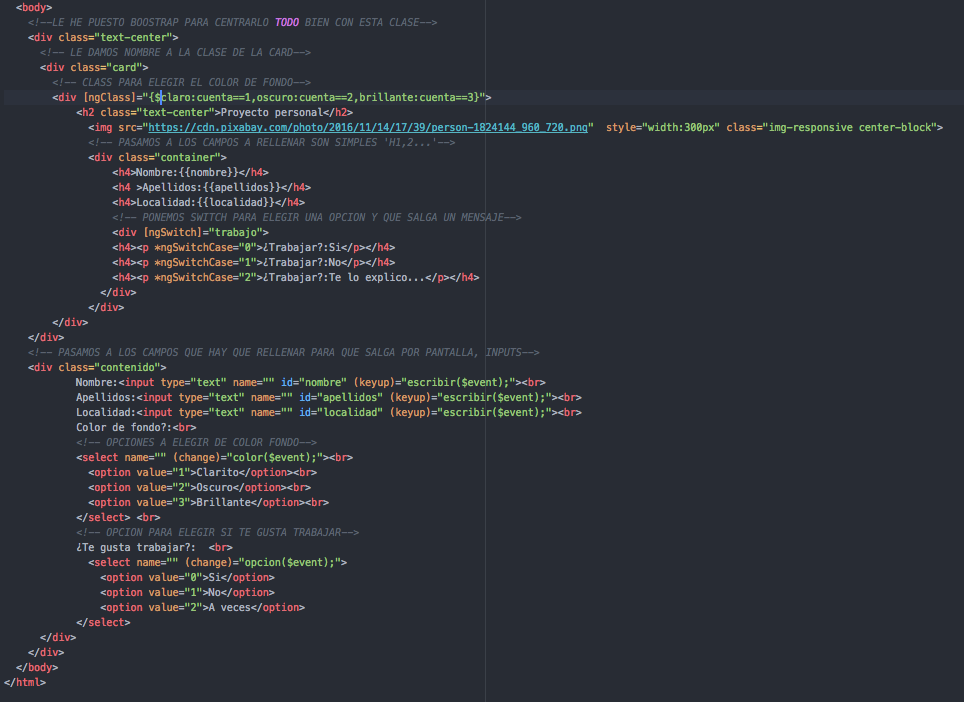 <body>
<!--LE HE PUESTO BOOSTRAP PARA CENTRARLO TODO BIEN CON ESTA CLASE-->
<div class="text-center">
<!-- LE DAMOS NOMBRE A LA CLASE DE LA CARD-->
<div class="card">
<!-- CLASS PARA ELEGIR EL COLOR DE FONDO-->
<div [ngClass]="{$claro:cuenta==1,oscuro:cuenta==2,brillante:cuenta==3}">
<h2 class="text-center">Proyecto personal</h2>
<img src="https://cdn.pixabay.com/photo/2016/11/14/17/39/person-1824144_960_720.png"  style="width:300px" class="img-responsive center-block">
<!-- PASAMOS A LOS CAMPOS A RELLENAR SON SIMPLES 'H1,2...'-->
<div class="container">
<h4>Nombre:{{nombre}}</h4>
<h4 >Apellidos:{{apellidos}}</h4>
<h4>Localidad:{{localidad}}</h4>
<!-- PONEMOS SWITCH PARA ELEGIR UNA OPCION Y QUE SALGA UN MENSAJE-->
<div [ngSwitch]="trabajo">
<h4><p *ngSwitchCase="0">¿Trabajar?:Si</p></h4>
<h4><p *ngSwitchCase="1">¿Trabajar?:No</p></h4>
<h4><p *ngSwitchCase="2">¿Trabajar?:Te lo explico...</p></h4>
</div>
</div>
</div>
</div>
<!-- PASAMOS A LOS CAMPOS QUE HAY QUE RELLENAR PARA QUE SALGA POR PANTALLA, INPUTS-->
<div class="contenido">
Nombre:<input type="text" name="" id="nombre" (keyup)="escribir($event);"><br>
Apellidos:<input type="text" name="" id="apellidos" (keyup)="escribir($event);"><br>
Localidad:<input type="text" name="" id="localidad" (keyup)="escribir($event);"><br>
Color de fondo?:<br>
<!-- OPCIONES A ELEGIR DE COLOR FONDO-->
<select name="" (change)="color($event);"><br>
<option value="1">Clarito</option><br>
<option value="2">Oscuro</option><br>
<option value="3">Brillante</option><br>
</select> <br>
<!-- OPCION PARA ELEGIR SI TE GUSTA TRABAJAR-->
¿Te gusta trabajar?:  <br>
<select name="" (change)="opcion($event);">
<option value="0">Si</option>
<option value="1">No</option>
<option value="2">A veces</option>
</select>
</div>
</div>
</body>
</html>